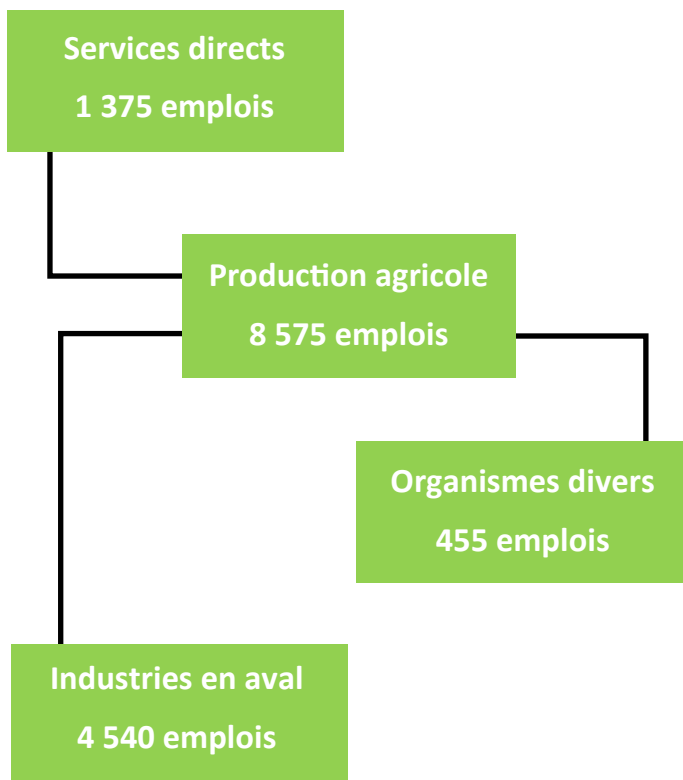 Services directs
1 375 emplois
Production agricole
8 575 emplois
Organismes divers
455 emplois
Industries en aval
4 540 emplois